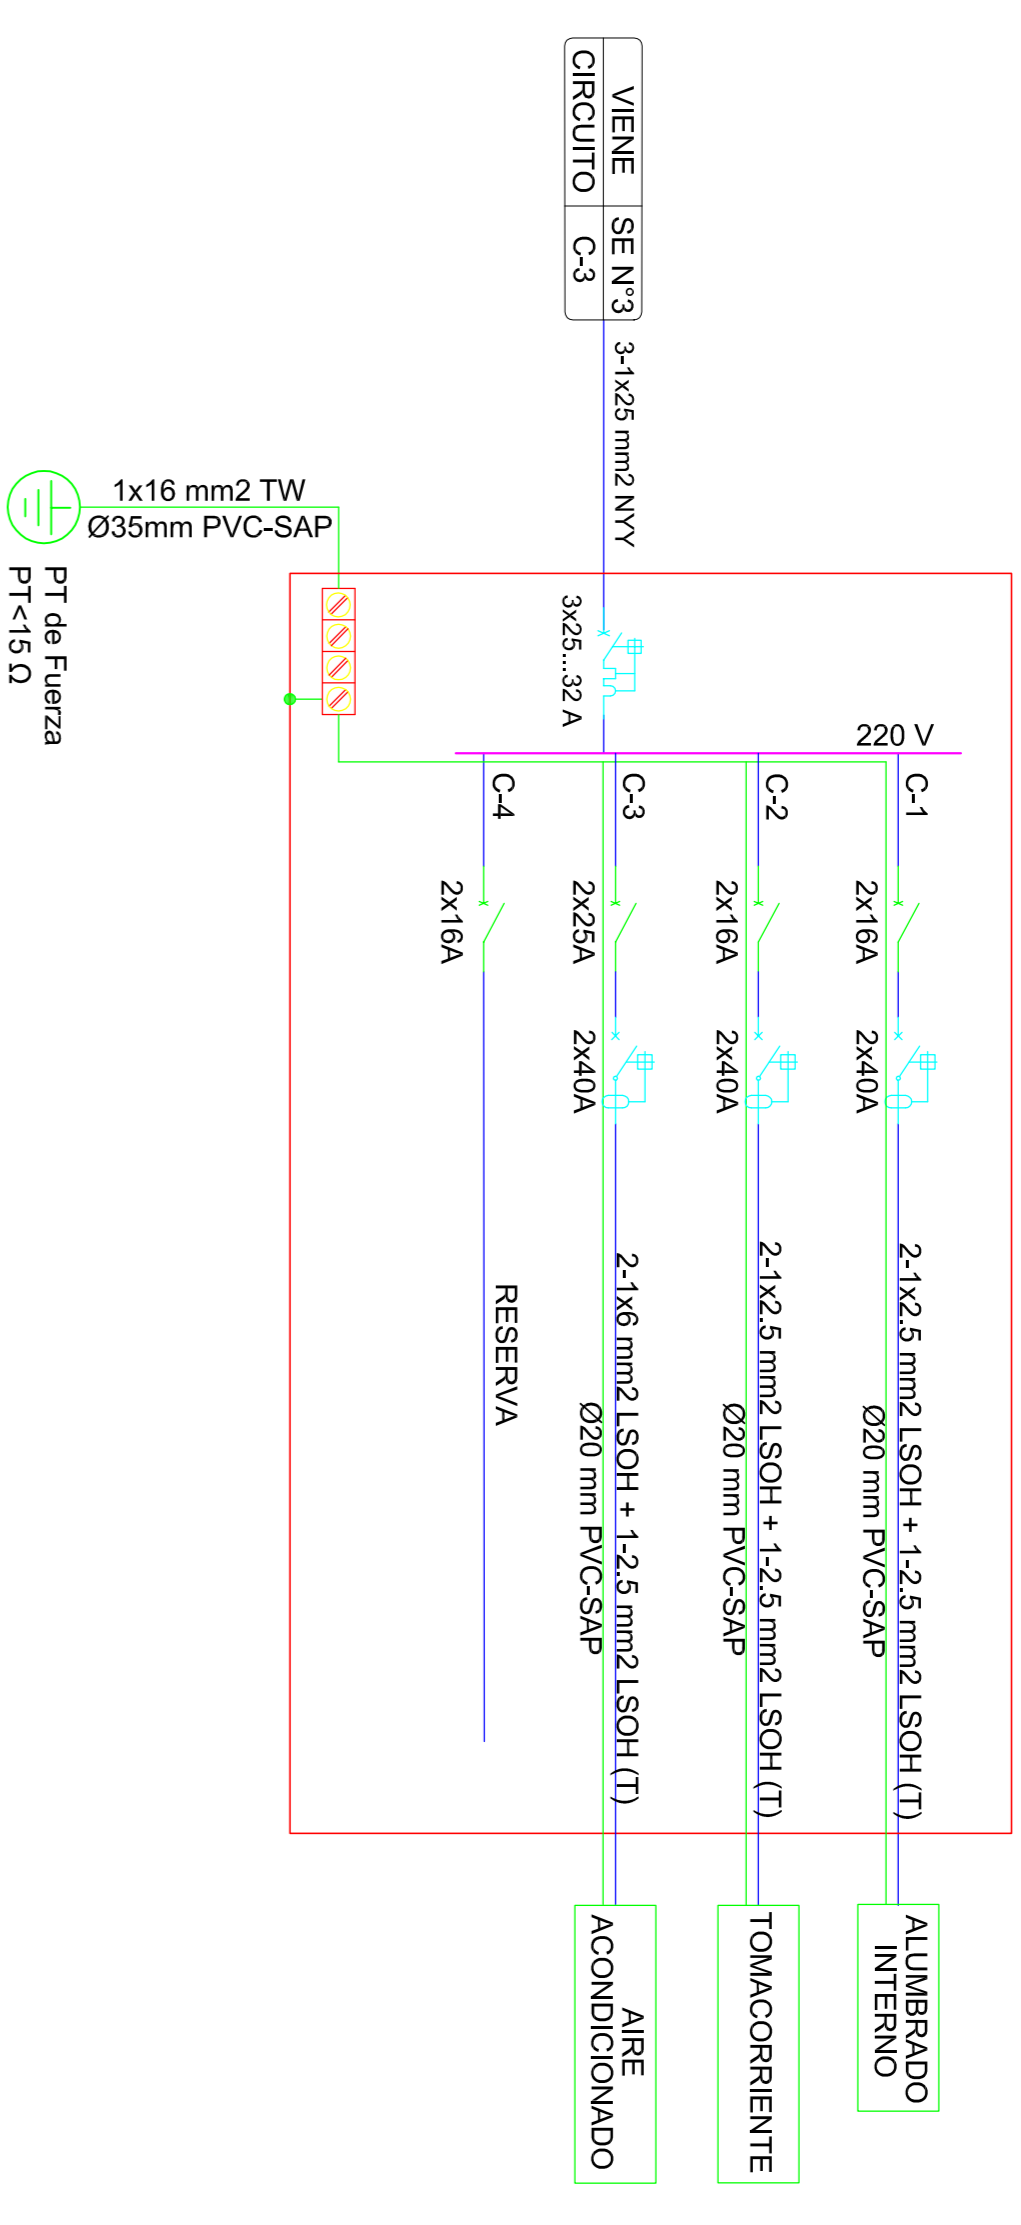 VIENE SE N°3
CIRCUITO C-3
3-1x25 mm2 NYY
3x25...32 A
220 V
C-1
2x16A
2x40A
2-1x2.5 mm2 LSOH + 1-2.5 mm2 LSOH (T)
Ø20 mm PVC-SAP
ALUMBRADO
INTERNO
C-2
2x16A
2x40A
2-1x2.5 mm2 LSOH + 1-2.5 mm2 LSOH (T)
Ø20 mm PVC-SAP
TOMACORRIENTE
C-3
2x25A
2x40A
2-1x6 mm2 LSOH + 1-2.5 mm2 LSOH (T)
Ø20 mm PVC-SAP
AIRE
ACONDICIONADO
C-4
2x16A
RESERVA
1x16 mm2 TW
Ø35mm PVC-SAP
PT de Fuerza
PT<15 Ω